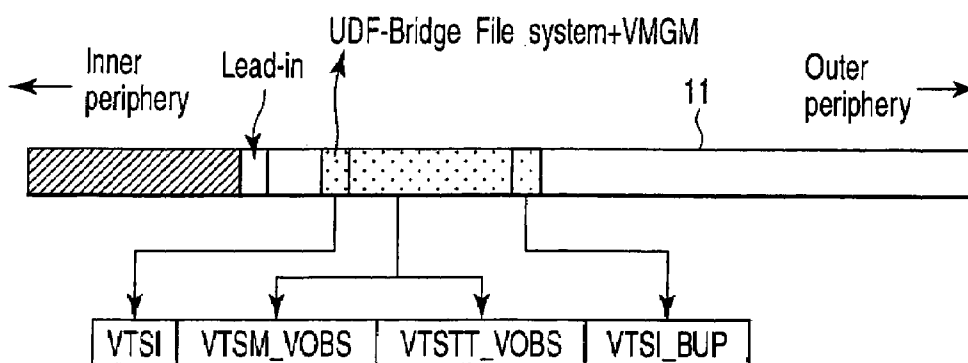 UDF-Bridge File system+VMGM
Inner
periphery
Lead-in
11
Outer
periphery
VTSI
VTSM_VOBS
VTSTT_VOBS
VTSI_BUP